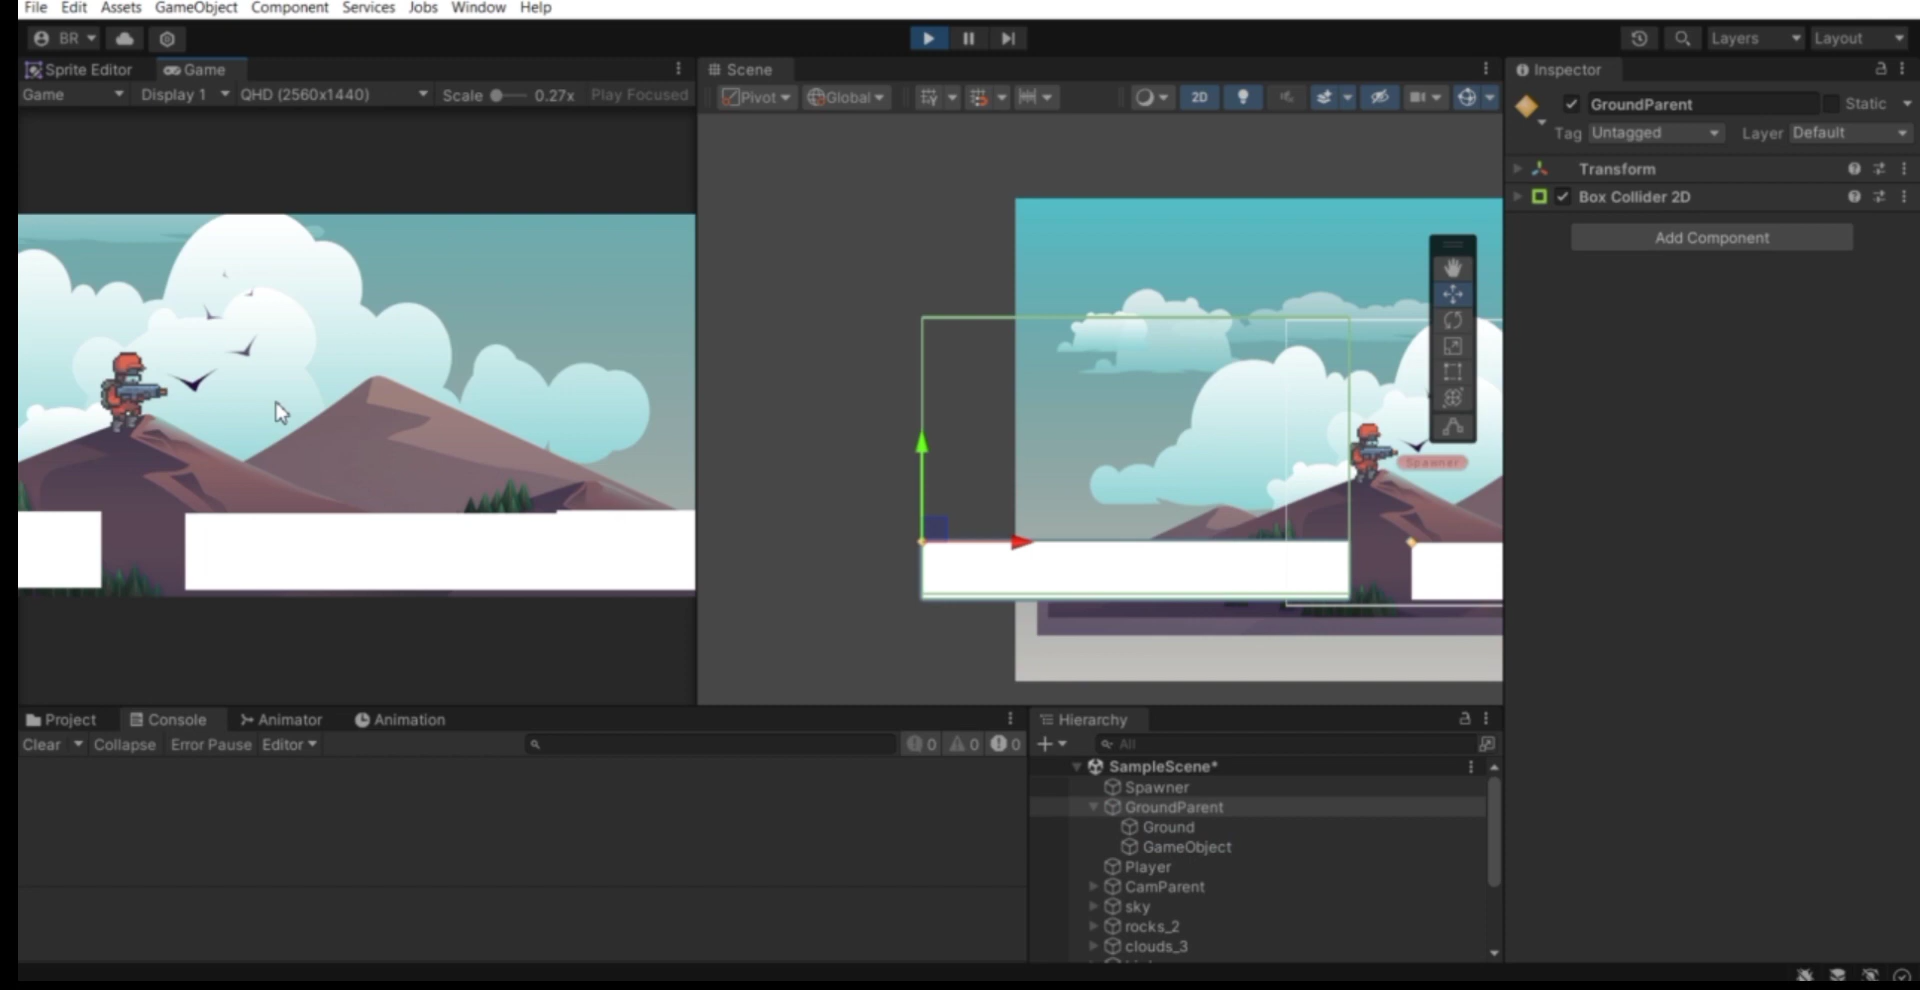 File Edit Assets GameObject Component Services Jobs Window Help
BR Layers Layout
Sprite Editor Game Scene Inspector
Game Display 1 QHD (2560x1440) Scale 0.27x Play Focused Pivot Global 2D
GroundParent Static
Tag Untagged Layer Default
Transform
Box Collider 2D
Add Component
Spawner
Project Console Animator Animation Hierarchy
Clear Collapse Error Pause Editor 0 0 0 All
SampleScene*
Spawner
GroundParent
Ground
GameObject
Player
CamParent
sky
rocks_2
clouds_3